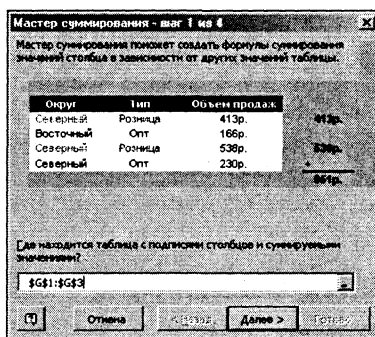 Мастер суммирования - шаг 1 из 4
Мастер суммирования поможет создать формулы суммирования
значений столбца в зависимости от других значений таблицы.
Округ Тип Объем продаж
Северный Розница 413р. 413р.
Восточный Опт 166р.
Северный Розница 538р. 538р.
Северный Опт 230р. +
951р.
Где находится таблица с подписями столбцов и суммируемыми
значениями?
$G$1:$G$3
Отмена < Назад Далее > Готово